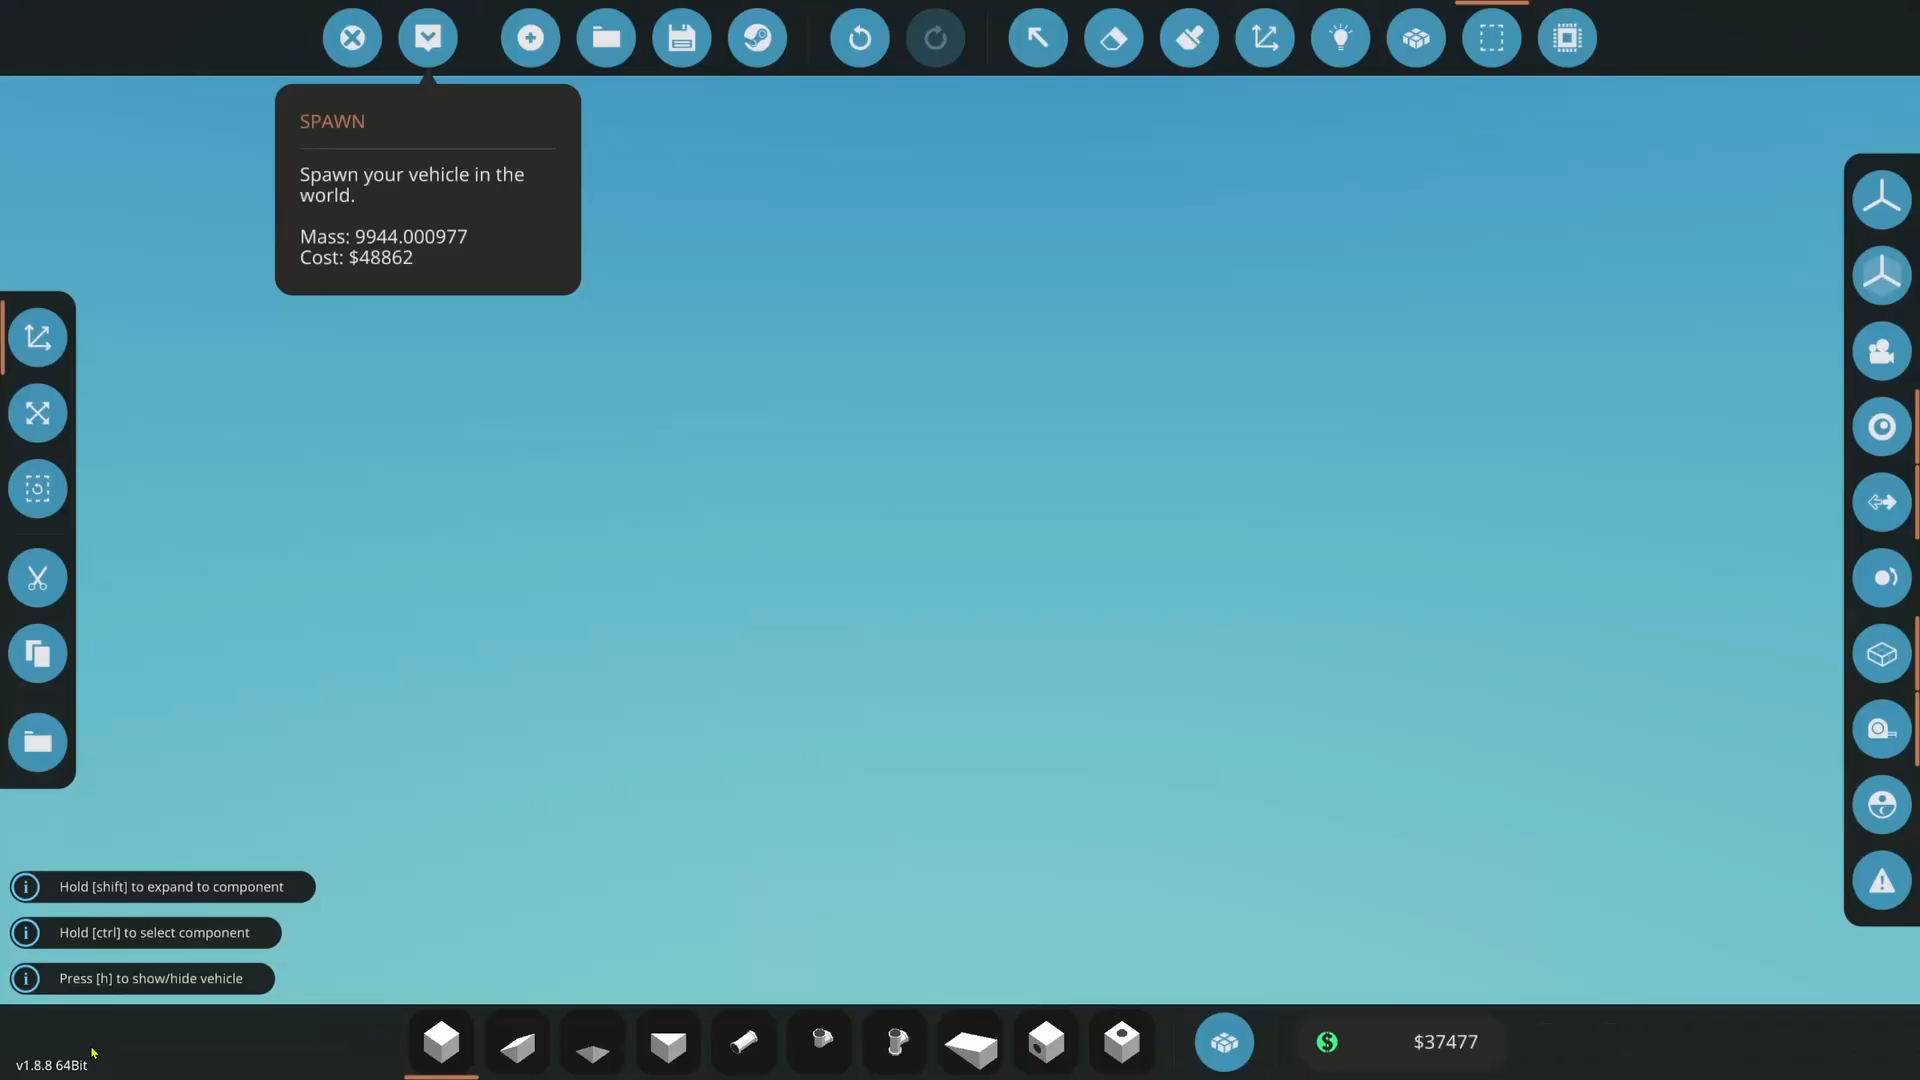 SPAWN
Spawn your vehicle in the
world.
Mass: 9944.000977
Cost: $48862
Hold [shift] to expand to component
Hold [ctrl] to select component
Press [h] to show/hide vehicle
v1.8.8 64Bit
$37477